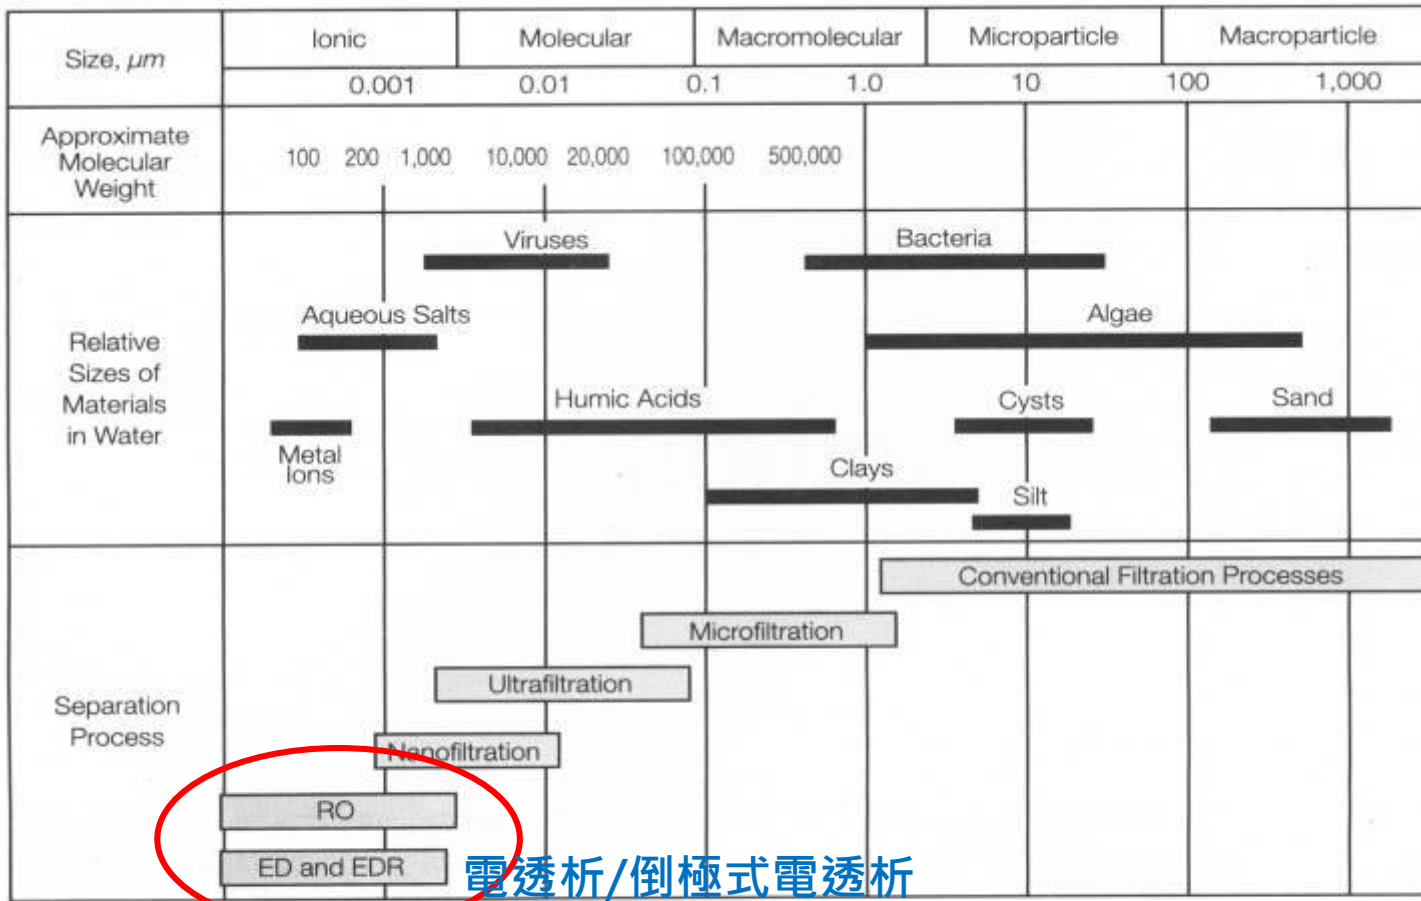 Size, µm
Ionic Molecular Macromolecular Microparticle Macroparticle
0.001 0.01 0.1 1.0 10 100 1,000
Approximate
Molecular
Weight
100 200 1,000 10,000 20,000 100,000 500,000
Relative
Sizes of
Materials
in Water
Viruses
Bacteria
Aqueous Salts
Algae
Humic Acids
Cysts
Sand
Metal
Ions
Clays
Silt
Separation
Process
Conventional Filtration Processes
Microfiltration
Ultrafiltration
Nanofiltration
RO
ED and EDR
電透析/倒極式電透析